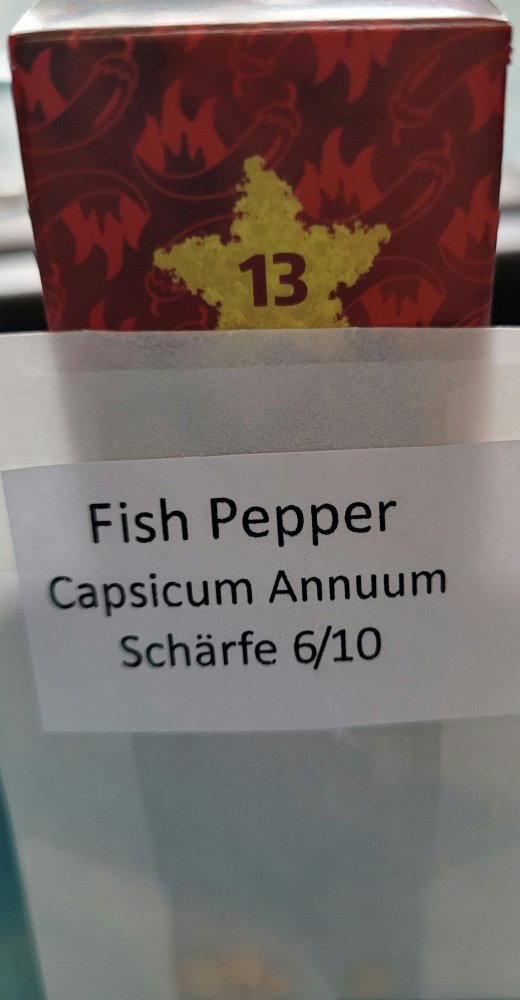 13
Fish Pepper
Capsicum Annuum
Schärfe 6/10